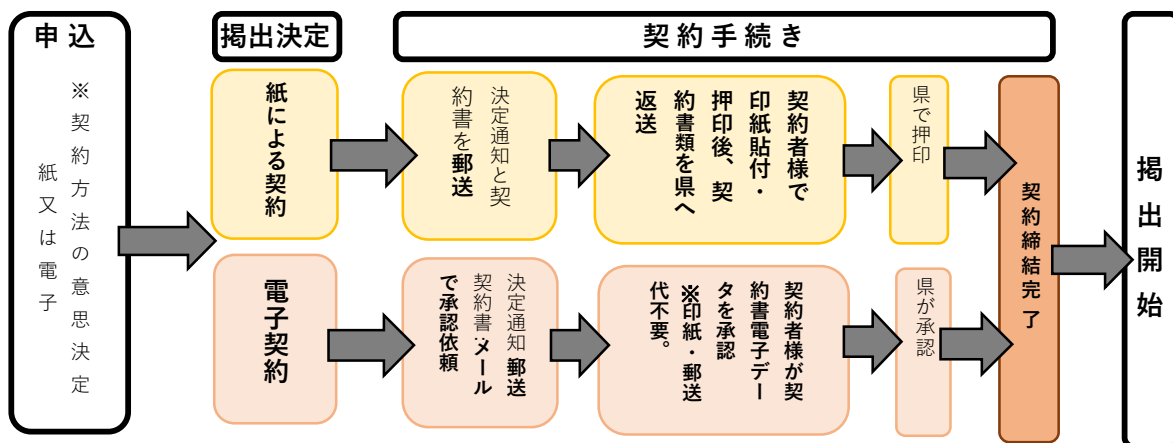 申込
※契約方法の意思決定
紙又は電子
掲出決定
契約手続き
紙による契約
決定通知と契
約書を郵送
契約者様で
印紙貼付・
押印後、契
約書類を県へ
返送
県で押印
電子契約
決定通知:郵送
契約書:メール
で承認依頼
契約者様が契
約書電子デー
タを承認
※印紙・郵送
代不要。
県が承認
契約締結完了
掲出開始